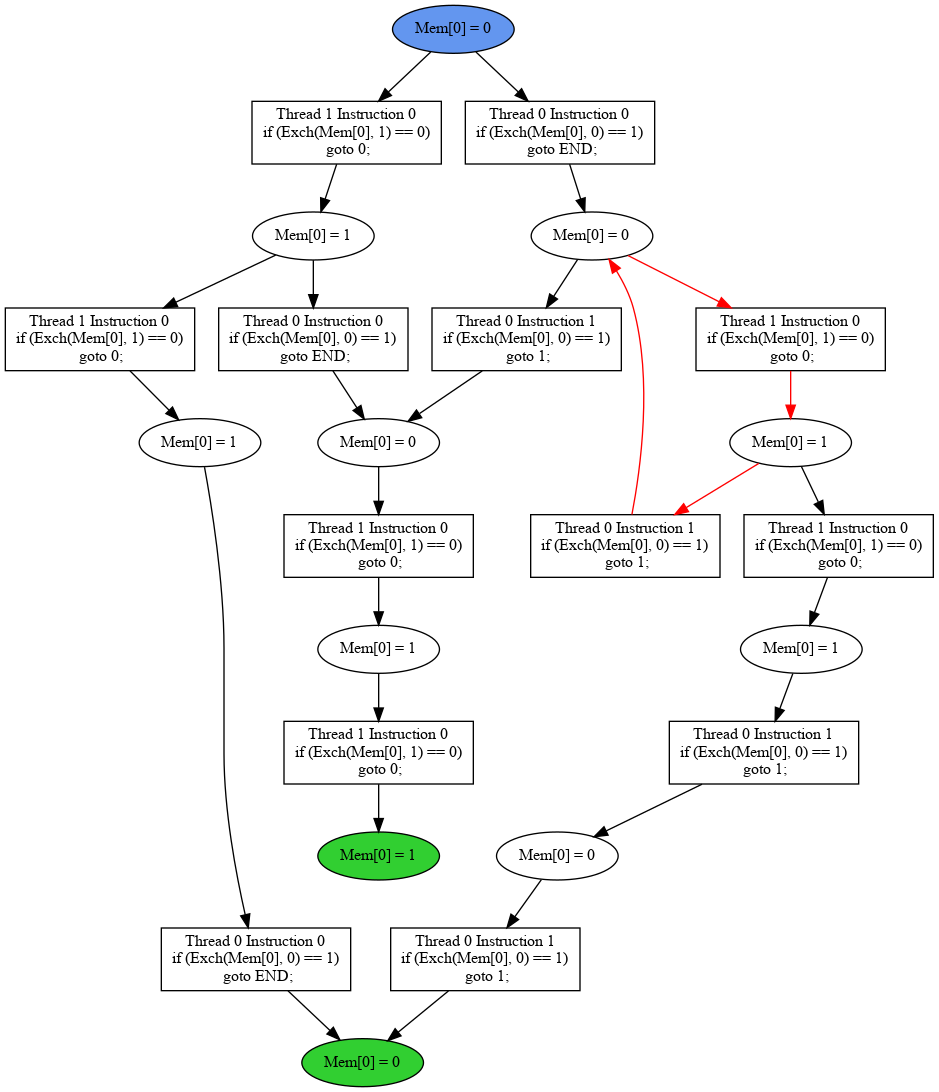 Mem[0] = 0
Thread 1 Instruction 0
if (Exch(Mem[0], 1) == 0)
goto 0;
Thread 0 Instruction 0
if (Exch(Mem[0], 0) == 1)
goto END;
Mem[0] = 1
Mem[0] = 0
Thread 1 Instruction 0
if (Exch(Mem[0], 1) == 0)
goto 0;
Thread 0 Instruction 0
if (Exch(Mem[0], 0) == 1)
goto END;
Thread 0 Instruction 1
if (Exch(Mem[0], 0) == 1)
goto 1;
Thread 1 Instruction 0
if (Exch(Mem[0], 1) == 0)
goto 0;
Mem[0] = 1
Mem[0] = 0
Mem[0] = 1
Thread 1 Instruction 0
if (Exch(Mem[0], 1) == 0)
goto 0;
Thread 0 Instruction 1
if (Exch(Mem[0], 0) == 1)
goto 1;
Thread 1 Instruction 0
if (Exch(Mem[0], 1) == 0)
goto 0;
Mem[0] = 1
Mem[0] = 1
Thread 1 Instruction 0
if (Exch(Mem[0], 1) == 0)
goto 0;
Thread 0 Instruction 1
if (Exch(Mem[0], 0) == 1)
goto 1;
Mem[0] = 1
Mem[0] = 0
Thread 0 Instruction 0
if (Exch(Mem[0], 0) == 1)
goto END;
Thread 0 Instruction 1
if (Exch(Mem[0], 0) == 1)
goto 1;
Mem[0] = 0